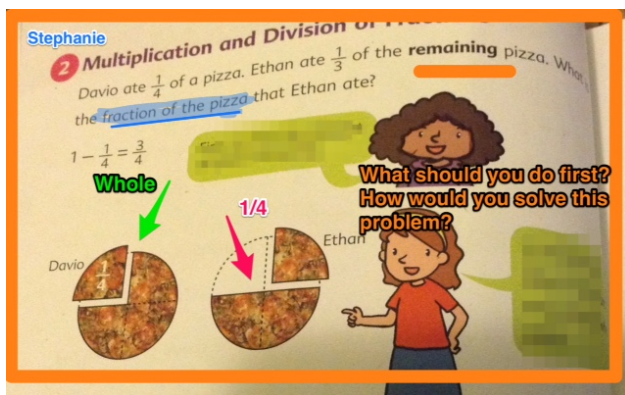 Stephanie
2 Multiplication and Division of
Davio ate 1/4 of a pizza. Ethan ate 1/3 of the remaining pizza. What
the fraction of the pizza that Ethan ate?
1 − 1/4 = 3/4
Whole
1/4
What should you do first?
How would you solve this
problem?
Davio
1/4
Ethan